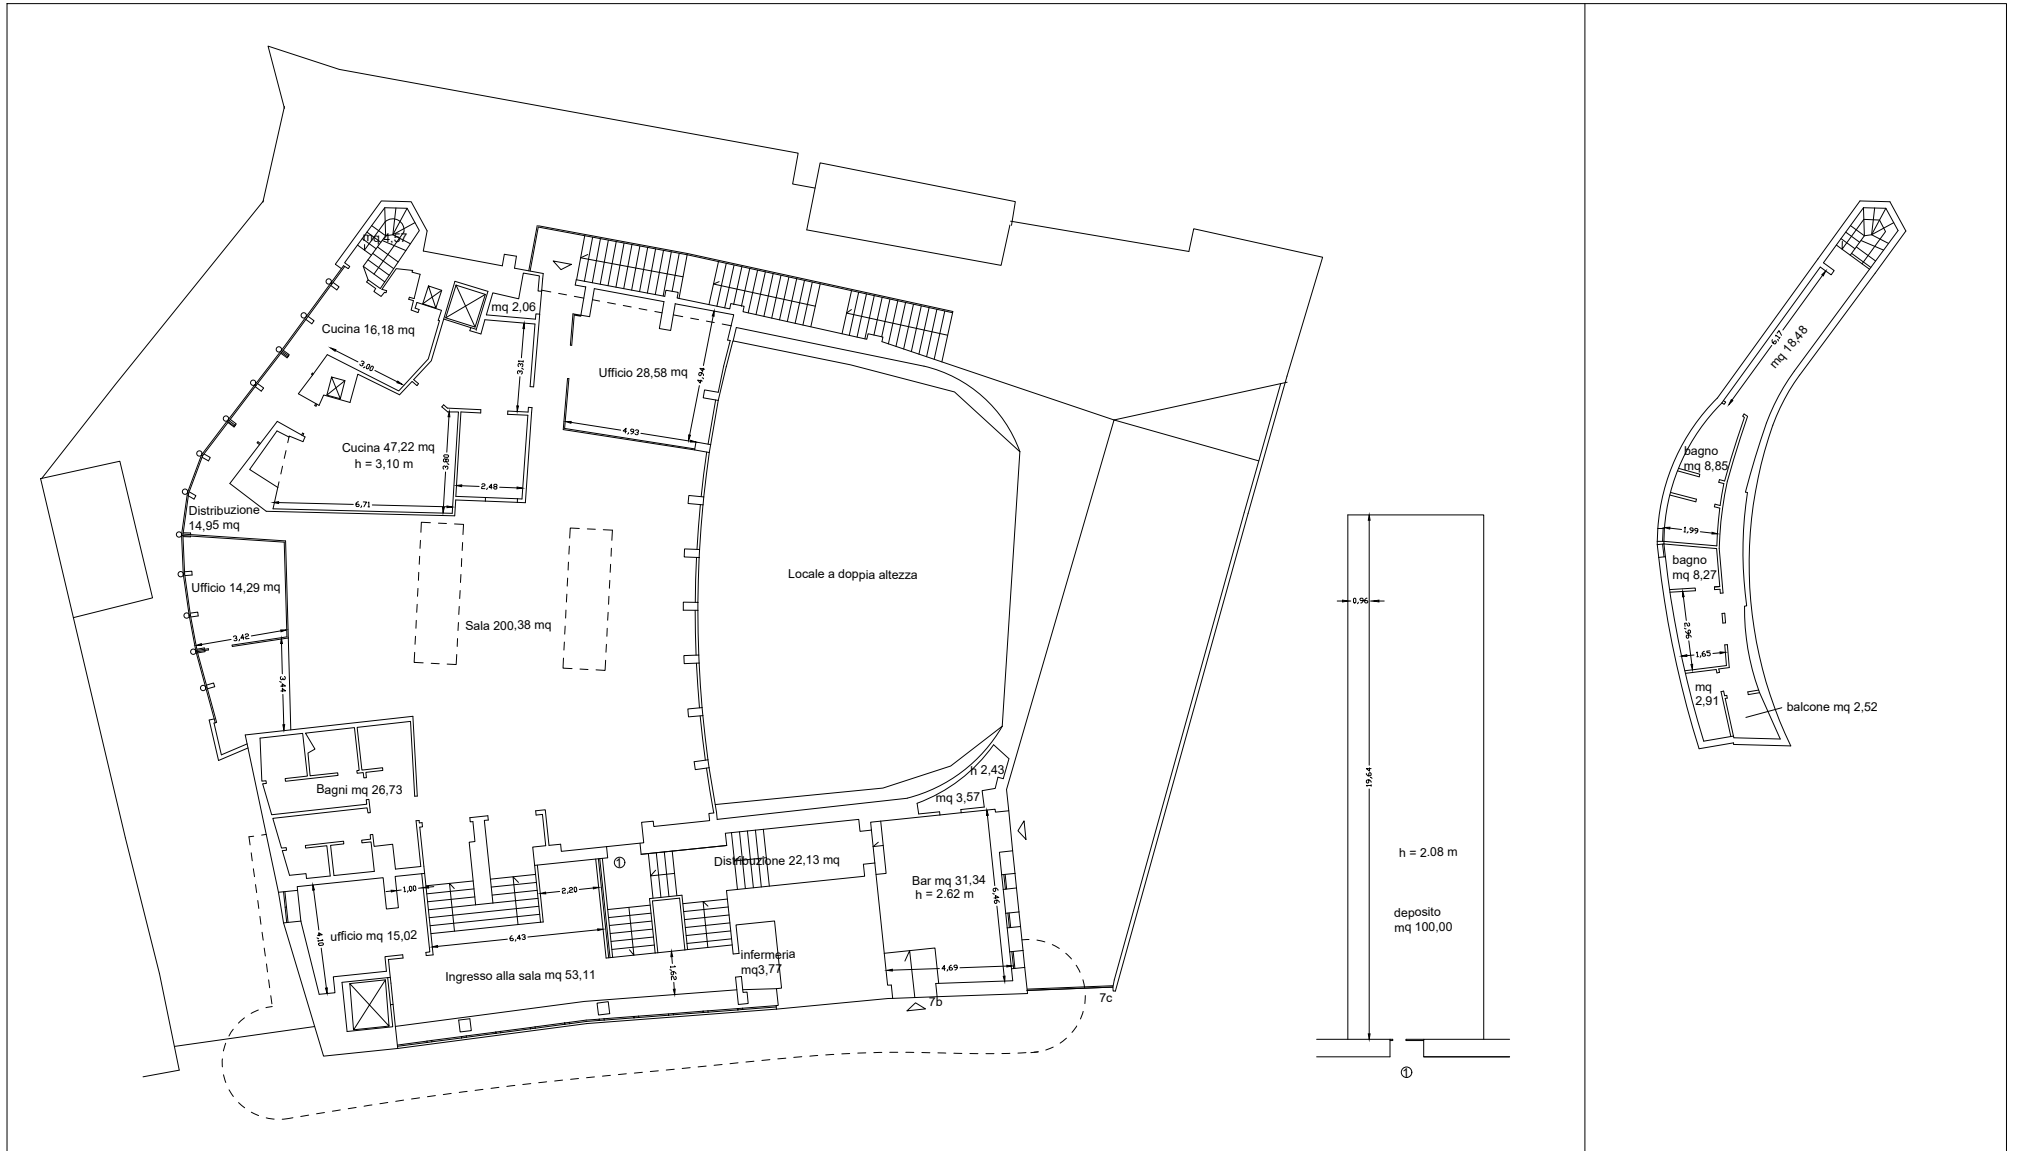 mq 4,57
mq 2,06
Cucina 16,18 mq
3,00
3,31
Ufficio 28,58 mq
4,94
4,93
Cucina 47,22 mq
h = 3,10 m
3,80
2,48
6,71
Distribuzione
14,95 mq
Ufficio 14,29 mq
3,42
3,44
Sala 200,38 mq
Locale a doppia altezza
Bagni mq 26,73
h 2,43
mq 3,57
1
Distribuzione 22,13 mq
Bar mq 31,34
h = 2.62 m
6,46
1,00
2,20
4,10
ufficio mq 15,02
6,43
Ingresso alla sala mq 53,11
1,62
infermeria
mq3,77
4,69
7b
7c
0,96
19,64
h = 2.08 m
deposito
mq 100,00
1
6,17
mq 18,48
bagno
mq 8,85
1,99
bagno
mq 8,27
2,96
1,65
mq
2,91
balcone mq 2,52